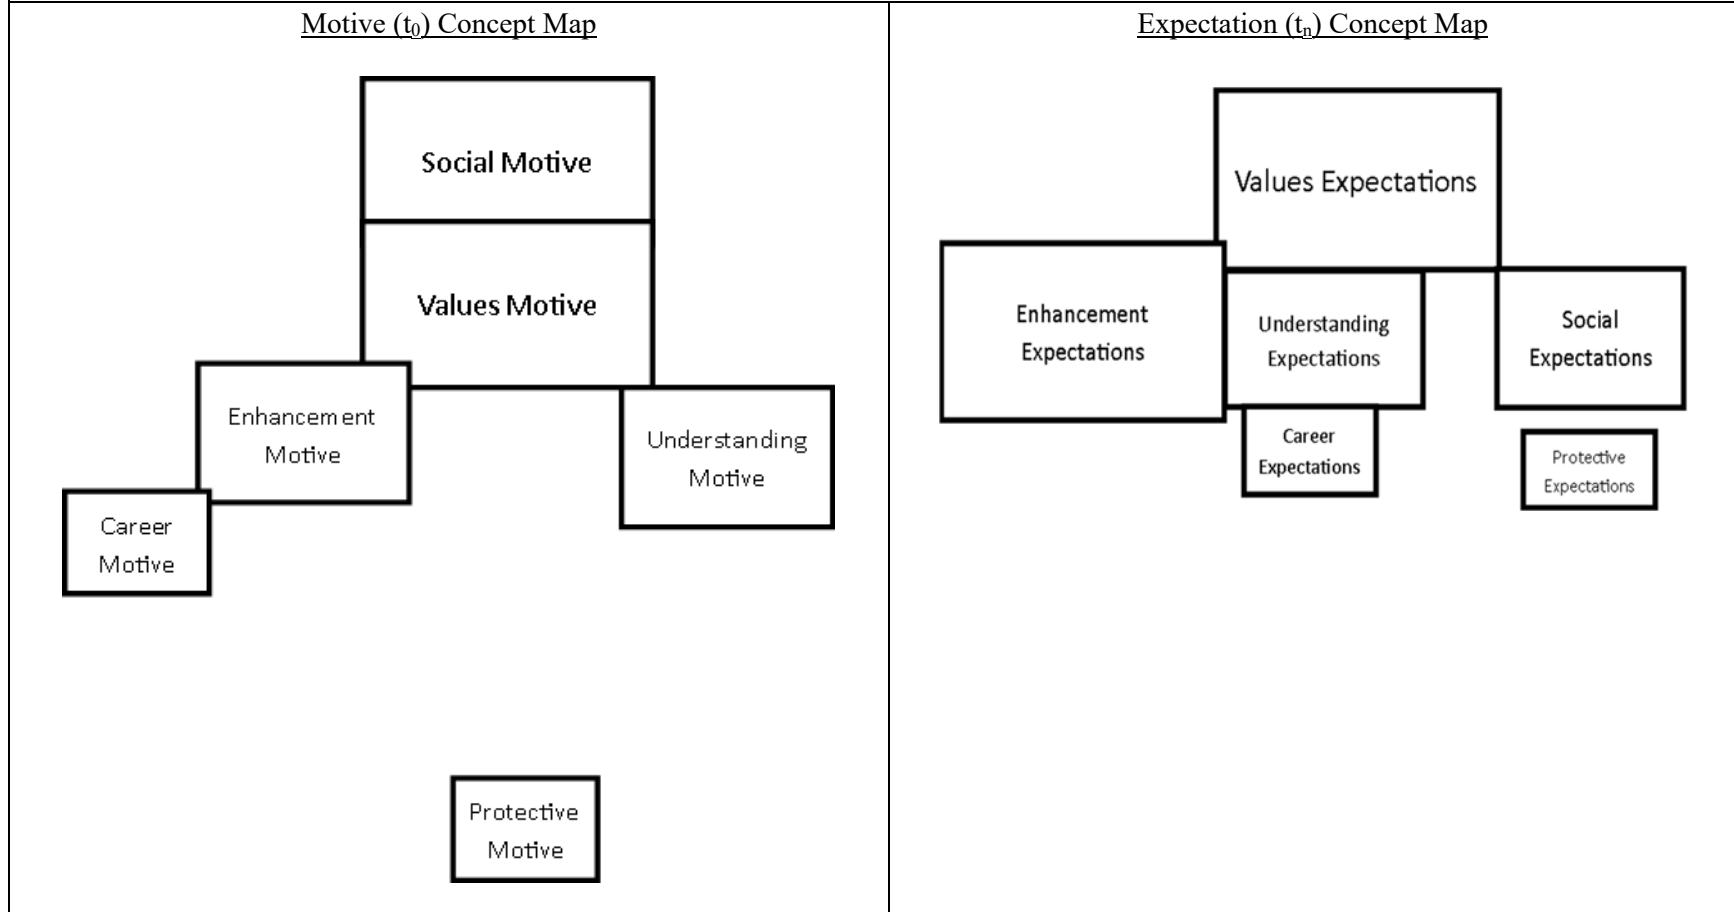 Motive (t0) Concept Map
Social Motive
Values Motive
Enhancement
Motive
Understanding
Motive
Career
Motive
Protective
Motive
Expectation (tn) Concept Map
Values Expectations
Enhancement
Expectations
Understanding
Expectations
Social
Expectations
Career
Expectations
Protective
Expectations